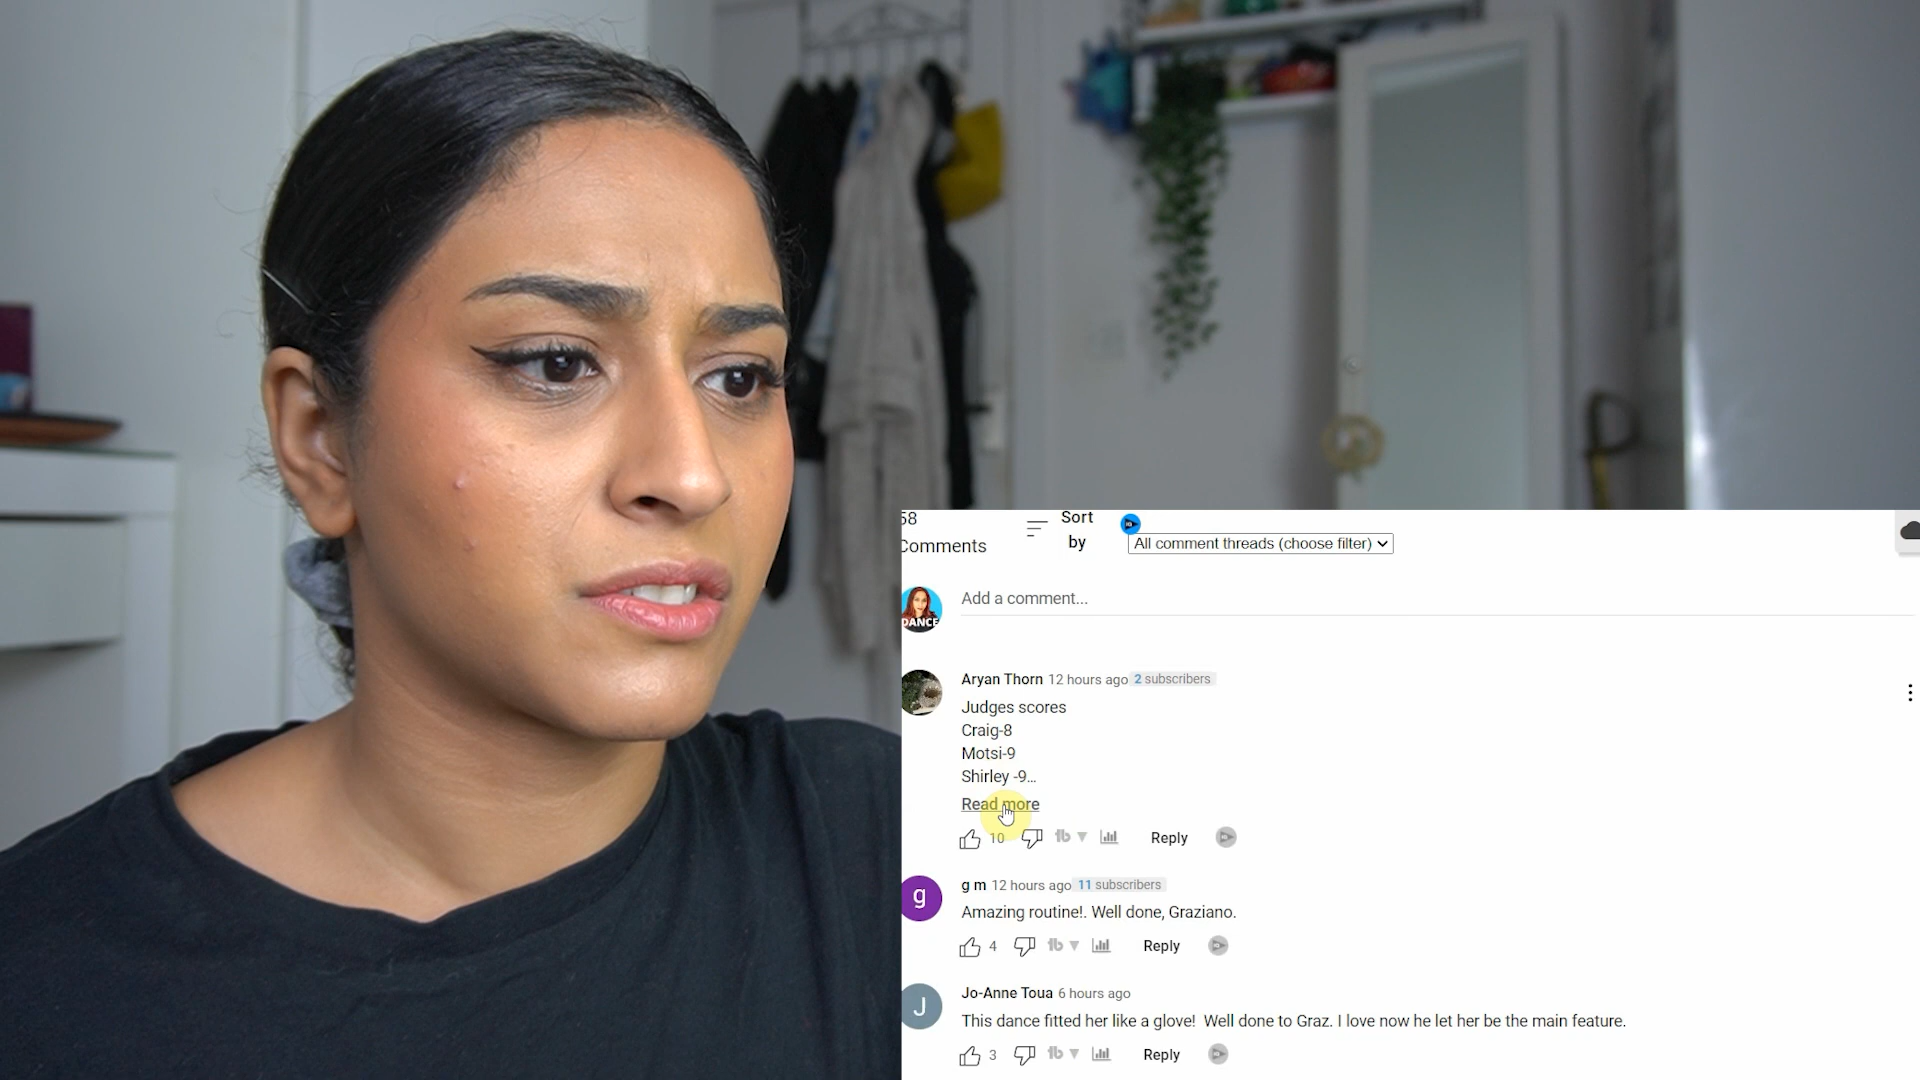 58
Comments
Sort
by
All comment threads (choose filter)
DANCE
Add a comment...
Aryan Thorn 12 hours ago 2 subscribers
Judges scores
Craig-8
Motsi-9
Shirley -9...
Read more
10
Reply
g
g m 12 hours ago 11 subscribers
Amazing routine!. Well done, Graziano.
4
Reply
J
Jo-Anne Toua 6 hours ago
This dance fitted her like a glove!  Well done to Graz. I love now he let her be the main feature.
3
Reply